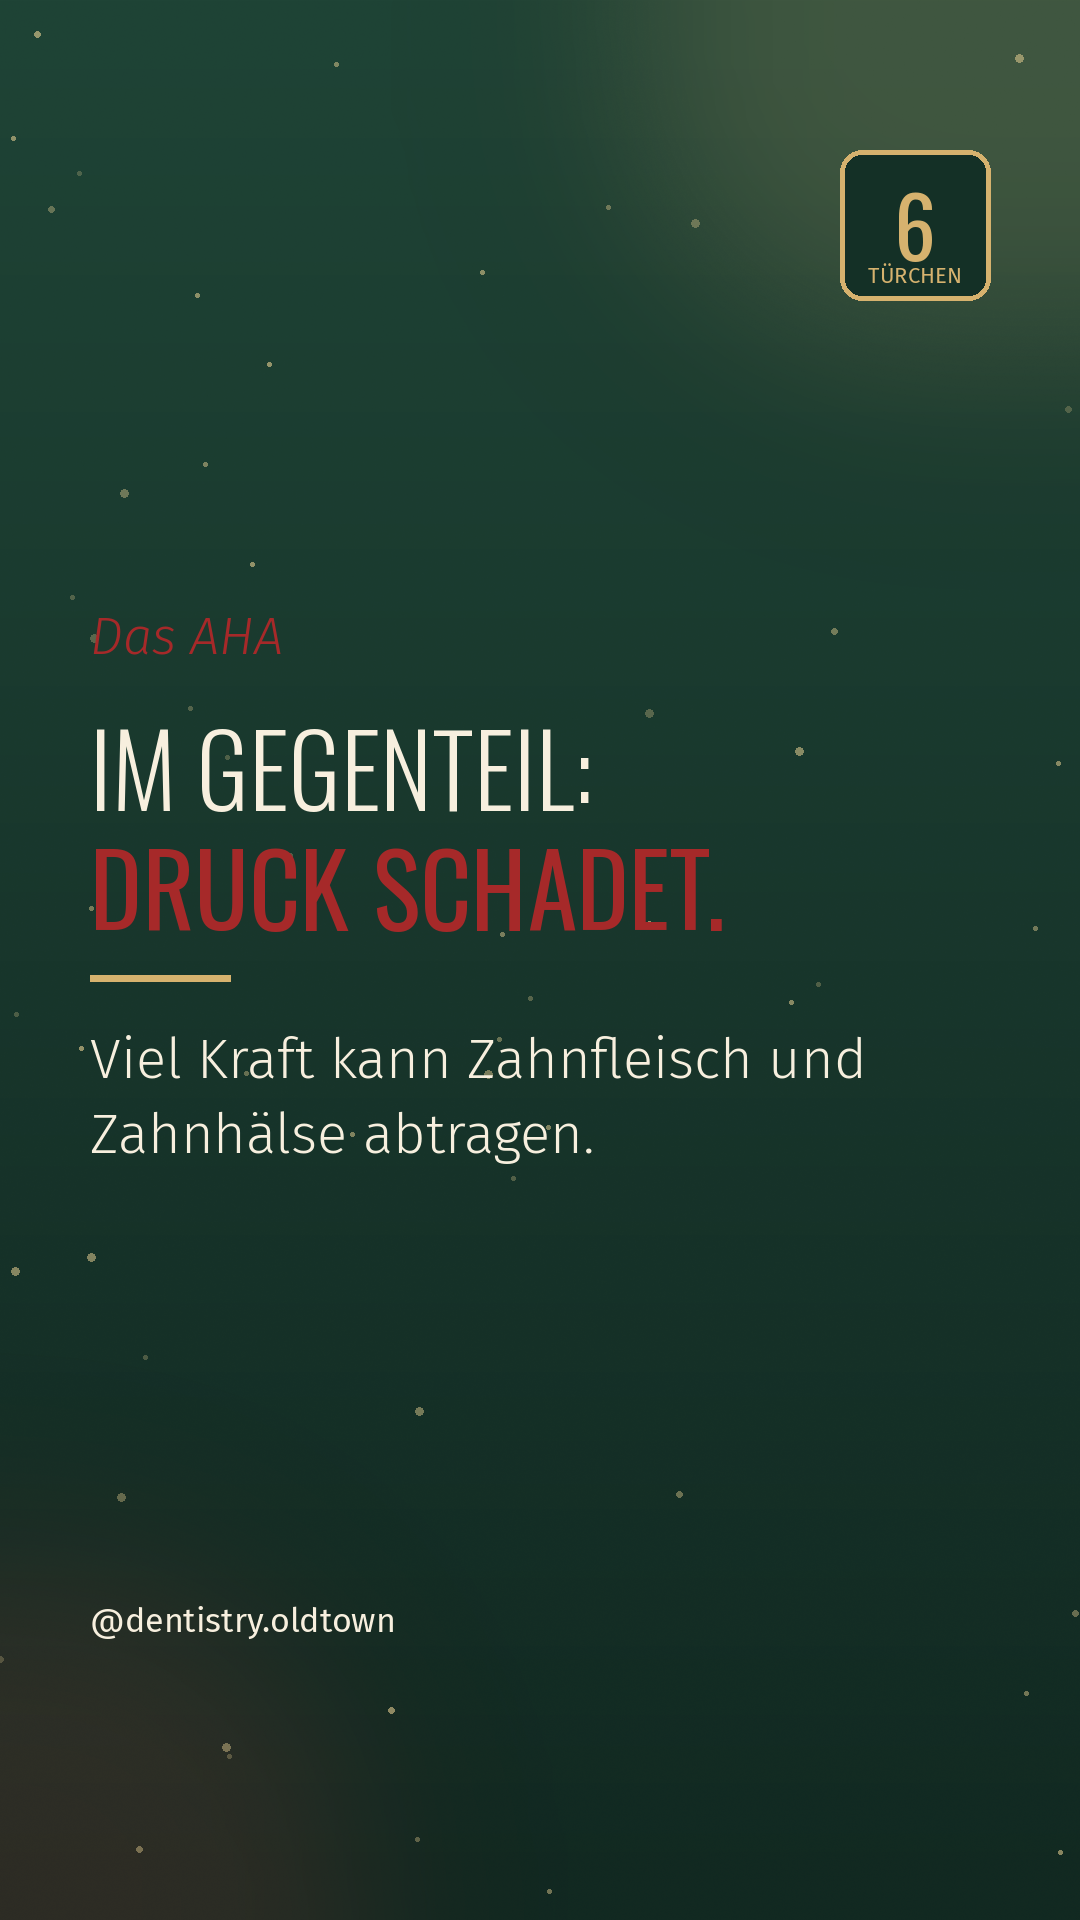 6
TÜRCHEN
Das AHA
IM GEGENTEIL:
DRUCK SCHADET.
Viel Kraft kann Zahnfleisch und
Zahnhälse abtragen.
@dentistry.oldtown